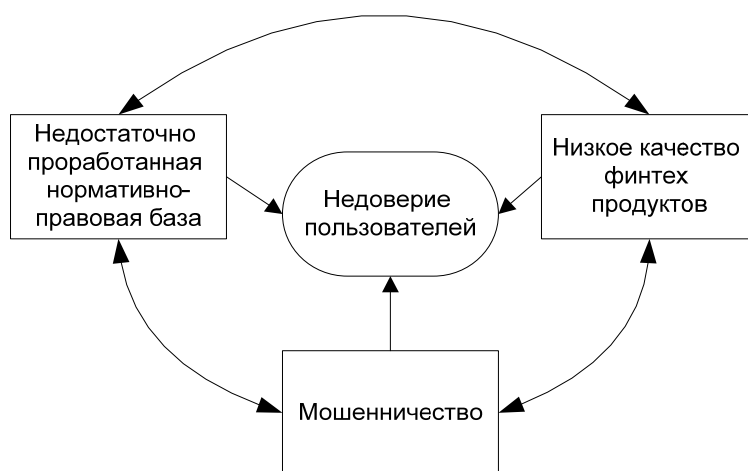 Недостаточно
проработанная
нормативно-
правовая база
Недоверие
пользователей
Низкое качество
финтех
продуктов
Мошенничество